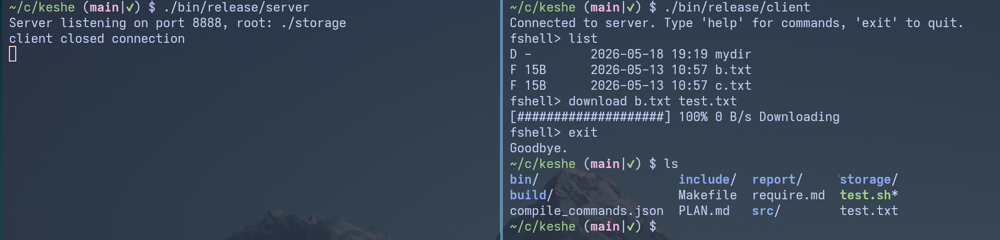 ~/c/keshe (main|✔) $ ./bin/release/server
Server listening on port 8888, root: ./storage
client closed connection
~/c/keshe (main|✔) $ ./bin/release/client
Connected to server. Type 'help' for commands, 'exit' to quit.
fshell> list
D -        2026-05-18 19:19 mydir
F 15B      2026-05-13 10:57 b.txt
F 15B      2026-05-13 10:57 c.txt
fshell> download b.txt test.txt
[####################] 100% 0 B/s Downloading
fshell> exit
Goodbye.
~/c/keshe (main|✔) $ ls
bin/                   include/  report/     storage/
build/                 Makefile  require.md  test.sh*
compile_commands.json  PLAN.md   src/        test.txt
~/c/keshe (main|✔) $